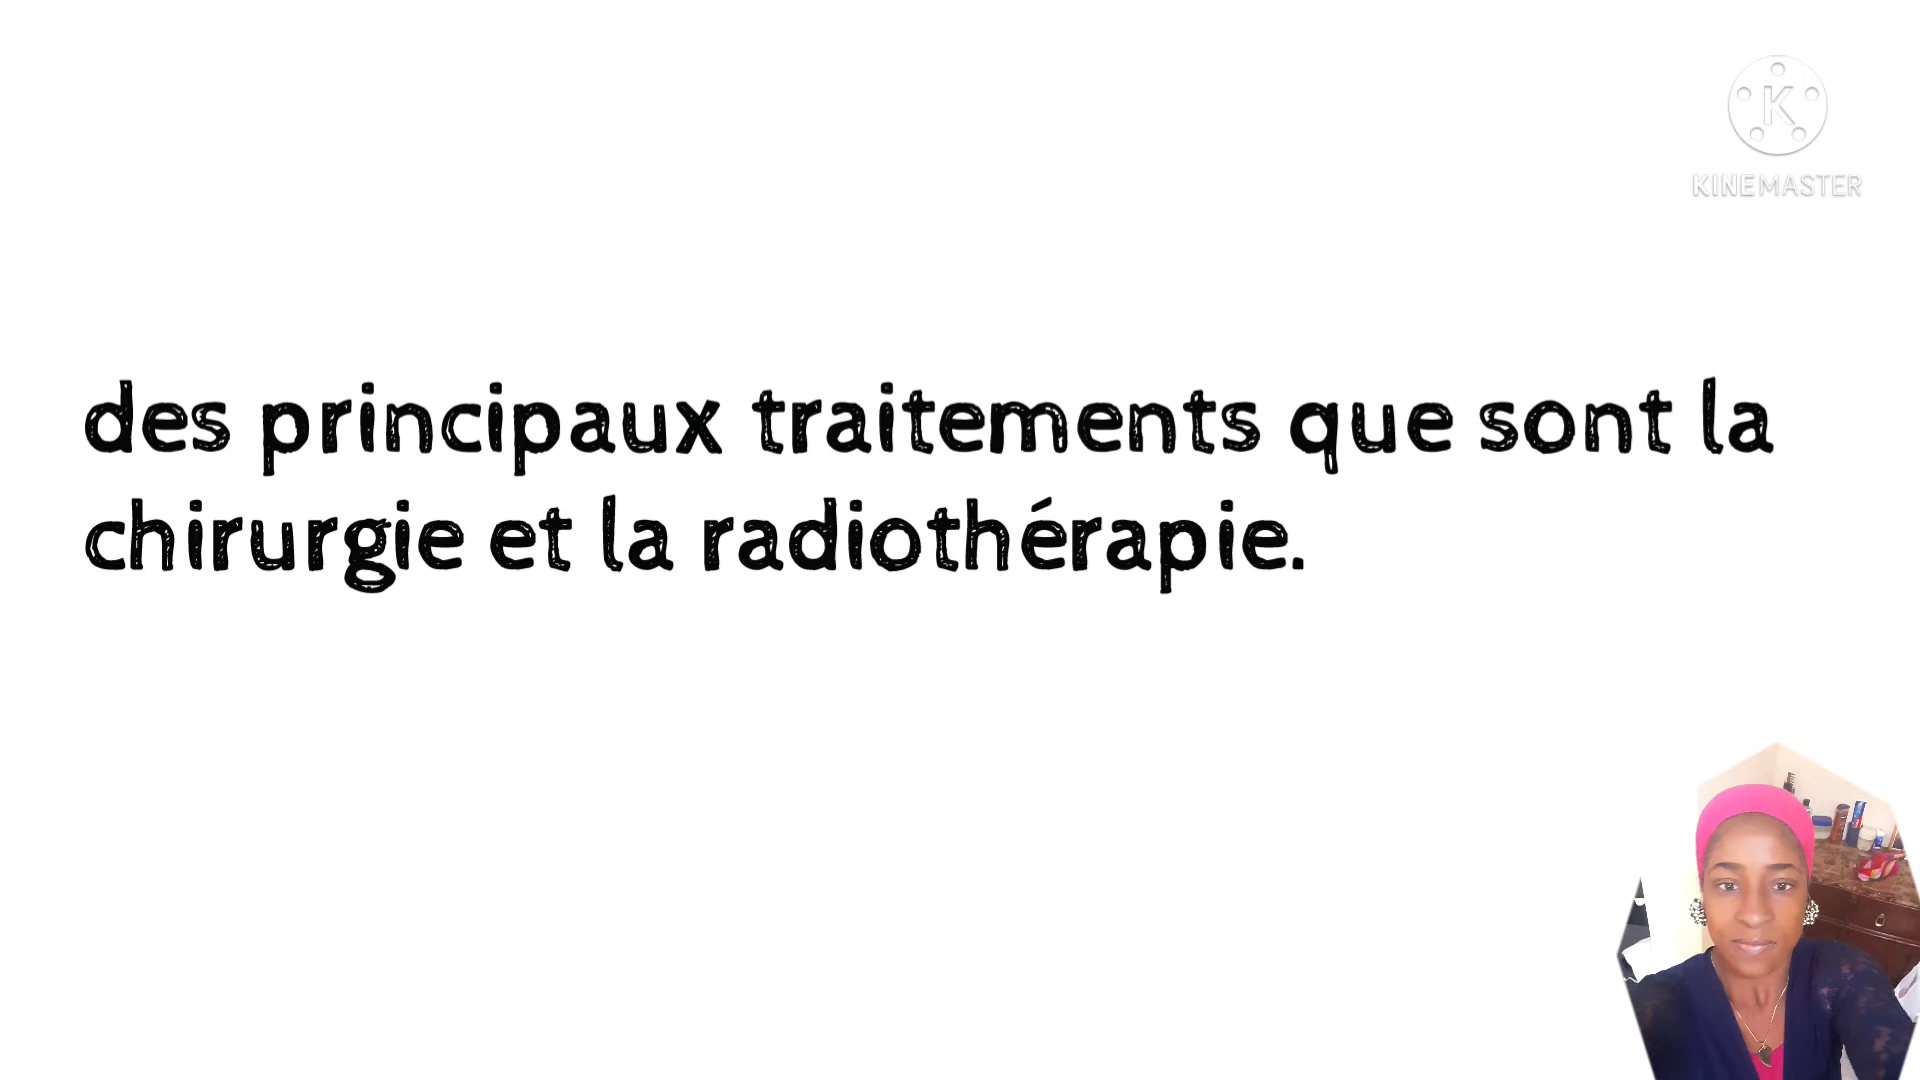 K
KINEMASTER
des principaux traitements que sont la
chirurgie et la radiothérapie.